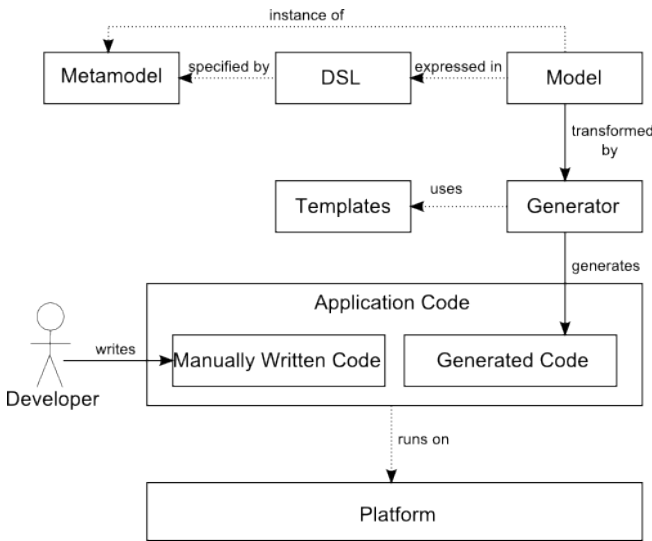 instance of
Metamodel
specified by
DSL
expressed in
Model
transformed
by
Templates
uses
Generator
generates
Application Code
writes
Manually Written Code
Generated Code
Developer
runs on
Platform